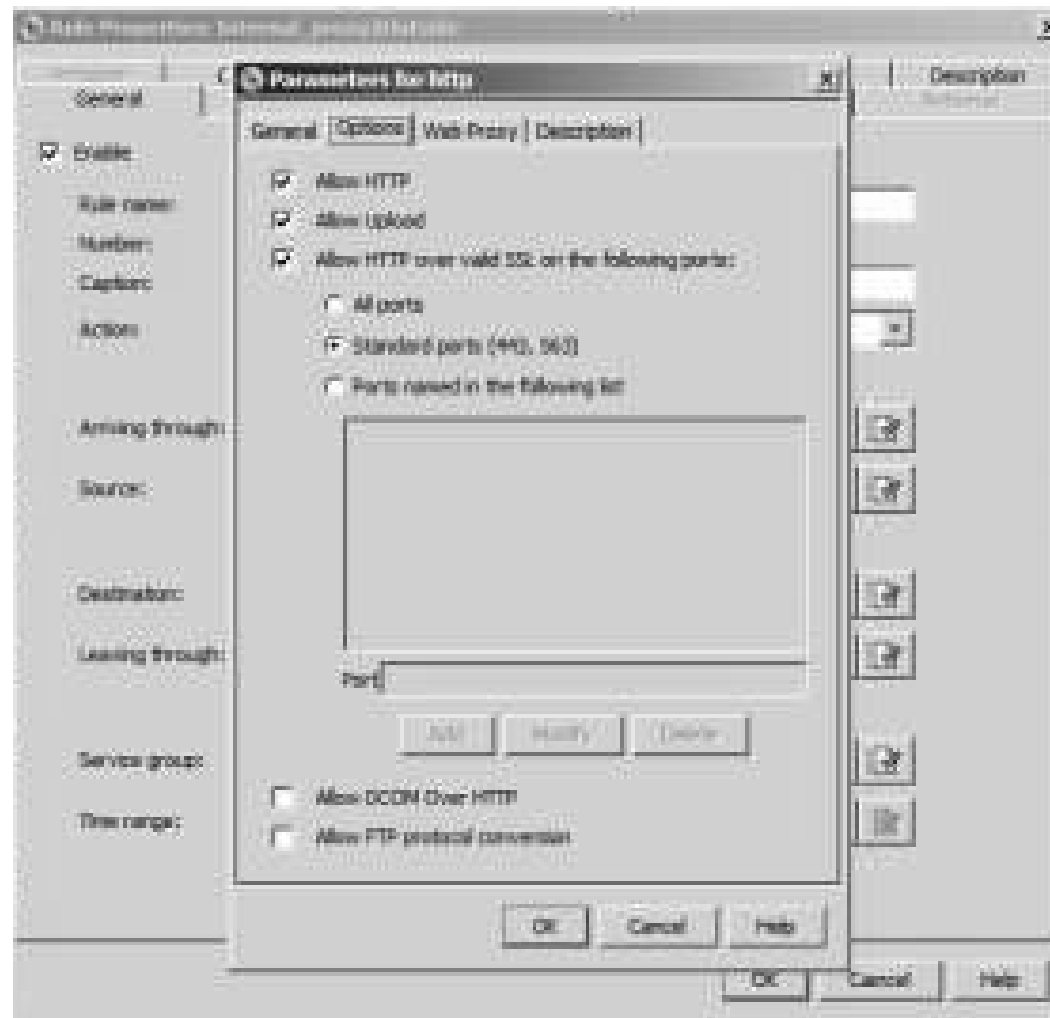 Description
General
Enable
Rule name:
Number:
Caption:
Action:
Arriving through:
Source:
Destination:
Leaving through:
Service group:
Time range:
Parameters for http
General Options Web Proxy Description
Allow HTTP
Allow Upload
Allow HTTP over valid SSL on the following ports:
All ports
Standard ports (443, 563)
Ports named in the following list
Port
Add Modify Delete
Allow DCOM Over HTTP
Allow FTP protocol conversion
OK Cancel Help
OK Cancel Help